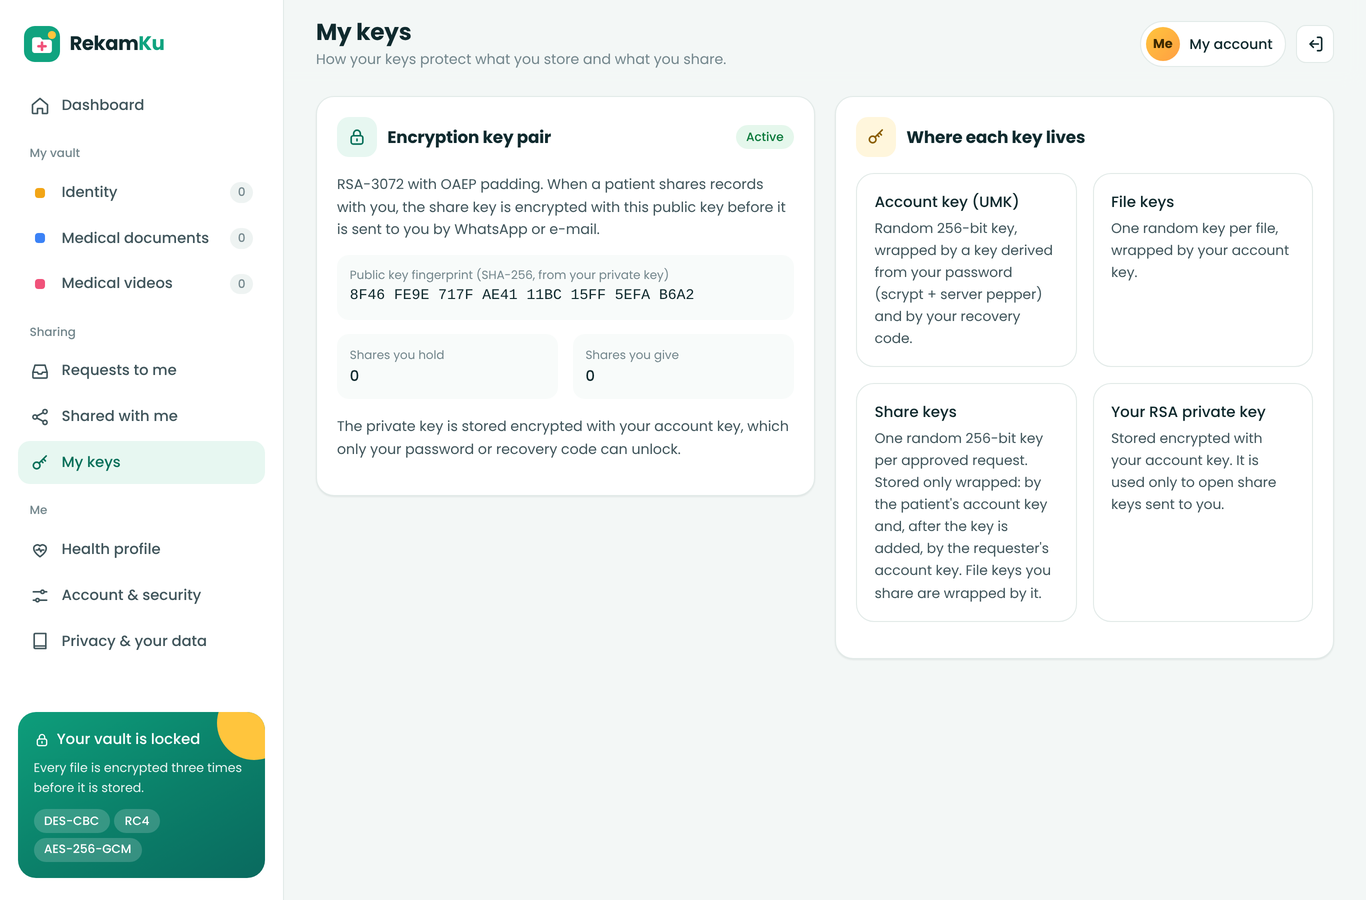 RekamKu
Dashboard
My vault
Identity 0
Medical documents 0
Medical videos 0
Sharing
Requests to me
Shared with me
My keys
Me
Health profile
Account & security
Privacy & your data
Your vault is locked
Every file is encrypted three times
before it is stored.
DES-CBC RC4
AES-256-GCM
My keys
How your keys protect what you store and what you share.
Me My account
Encryption key pair Active
RSA-3072 with OAEP padding. When a patient shares records
with you, the share key is encrypted with this public key before it
is sent to you by WhatsApp or e-mail.
Public key fingerprint (SHA-256, from your private key)
8F46 FE9E 717F AE41 11BC 15FF 5EFA B6A2
Shares you hold
0
Shares you give
0
The private key is stored encrypted with your account key, which
only your password or recovery code can unlock.
Where each key lives
Account key (UMK)
Random 256-bit key,
wrapped by a key derived
from your password
(scrypt + server pepper)
and by your recovery
code.
File keys
One random key per file,
wrapped by your account
key.
Share keys
One random 256-bit key
per approved request.
Stored only wrapped: by
the patient's account key
and, after the key is
added, by the requester's
account key. File keys you
share are wrapped by it.
Your RSA private key
Stored encrypted with
your account key. It is
used only to open share
keys sent to you.